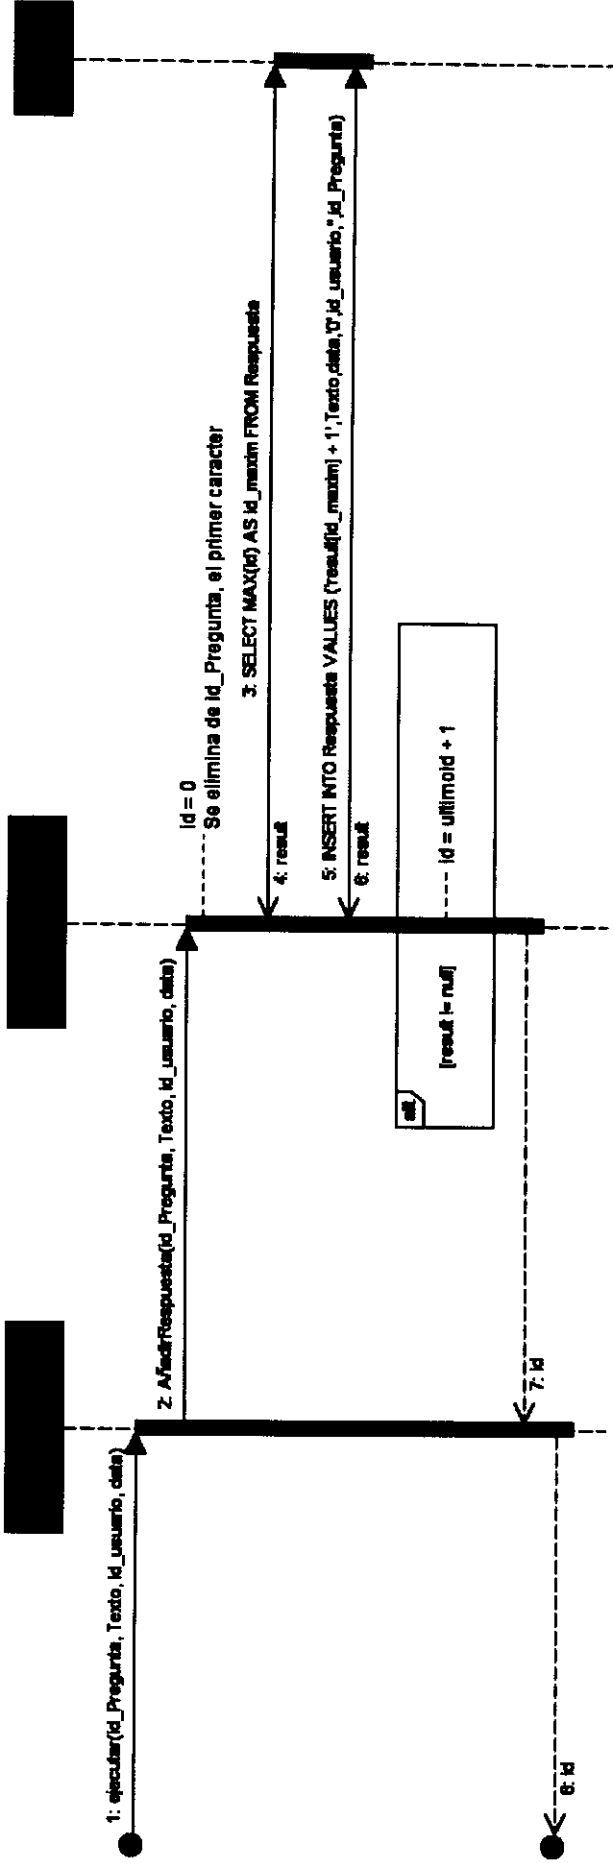 1: ejecutar(id_Pregunta, Texto, id_usuario, data)
2: AñadirRespuesta(id_Pregunta, Texto, id_usuario, data)
id = 0
Se elimina de id_Pregunta, el primer caracter
3: SELECT MAX(id) AS id_maxim FROM Respuesta
4: result
5: INSERT INTO Respuesta VALUES ('result[id_maxim] + 1',Texto,data,'0',id_usuario,'',id_Pregunta)
6: result
alt
[result != null]
id = ultimoid + 1
7: id
8: id